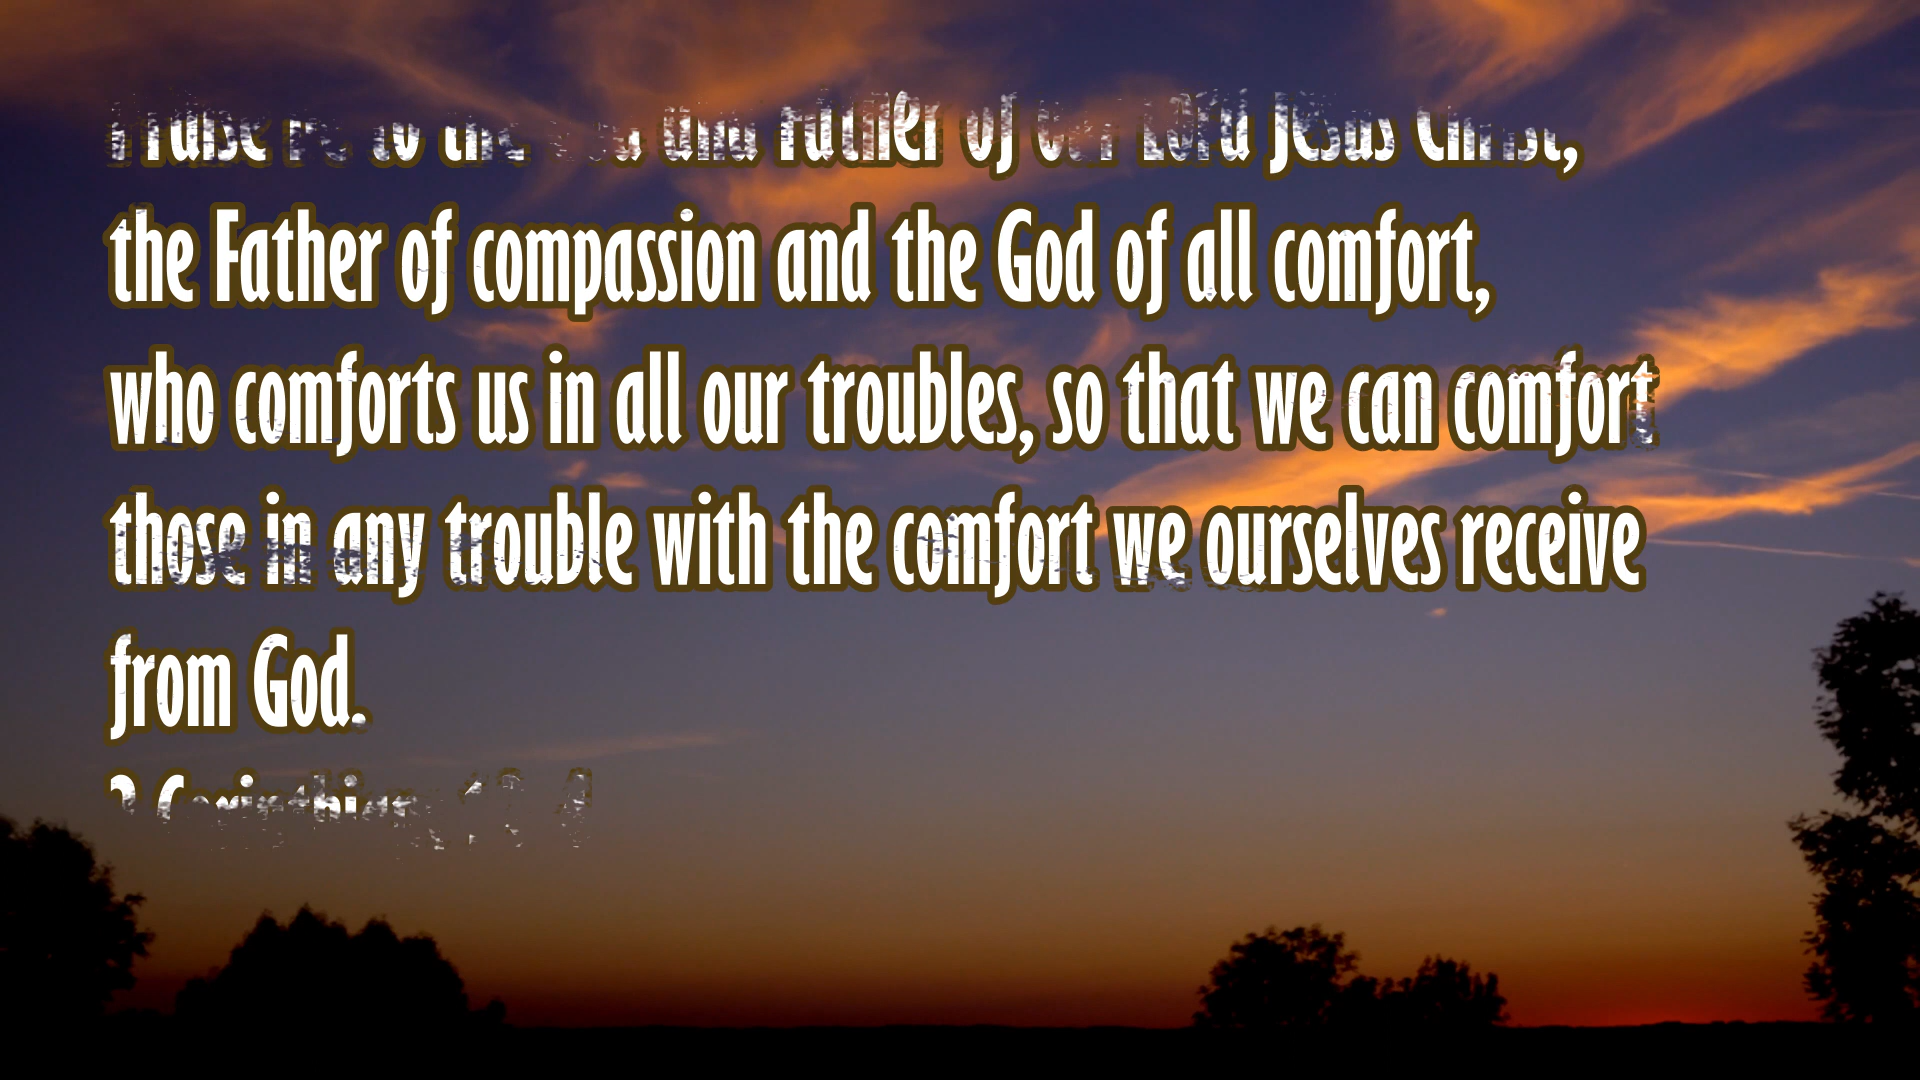 Praise be to the God and Father of our Lord Jesus Christ,
the Father of compassion and the God of all comfort,
who comforts us in all our troubles, so that we can comfort
those in any trouble with the comfort we ourselves receive
from God.
2 Corinthians 1:3-4